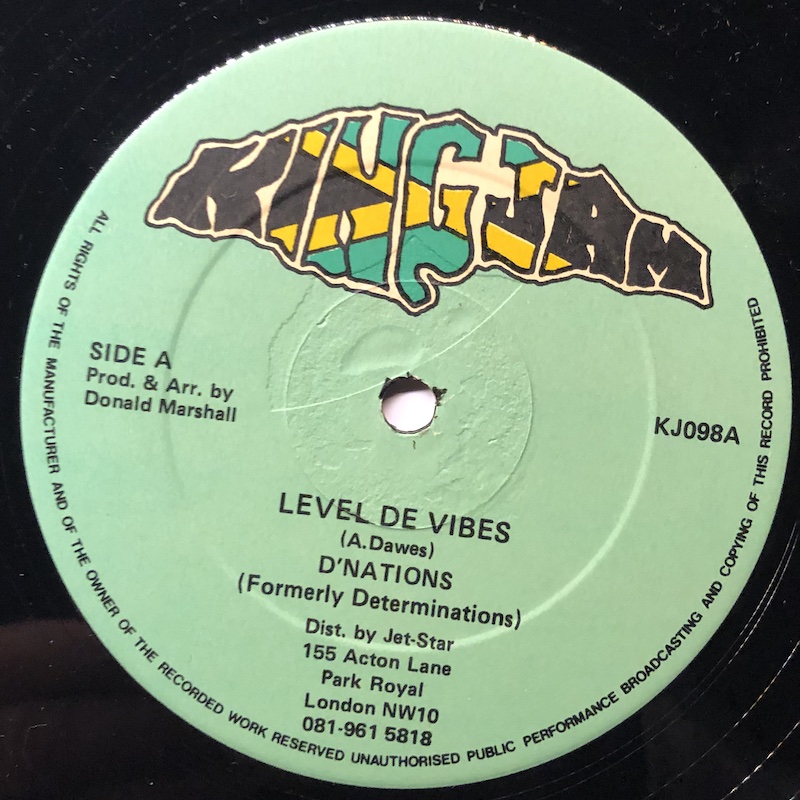 KING JAM
SIDE A
Prod. & Arr. by
Donald Marshall
KJ098A
LEVEL DE VIBES
(A.Dawes)
D'NATIONS
(Formerly Determinations)
Dist. by Jet-Star
155 Acton Lane
Park Royal
London NW10
081-961 5818
ALL RIGHTS OF THE MANUFACTURER AND OF THE OWNER OF THE RECORDED WORK RESERVED UNAUTHORISED PUBLIC PERFORMANCE BROADCASTING AND COPYING OF THIS RECORD PROHIBITED